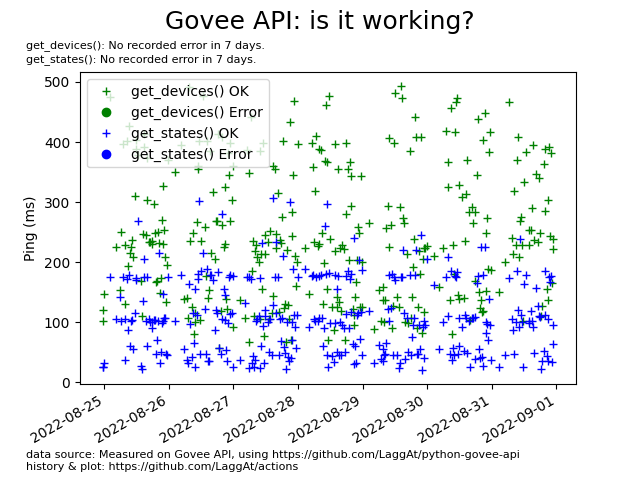 Govee API: is it working?
get_devices(): No recorded error in 7 days.
get_states(): No recorded error in 7 days.
get_devices() OK
get_devices() Error
get_states() OK
get_states() Error
Ping (ms)
500
400
300
200
100
0
2022-08-25
2022-08-26
2022-08-27
2022-08-28
2022-08-29
2022-08-30
2022-08-31
2022-09-01
data source: Measured on Govee API, using https://github.com/LaggAt/python-govee-api
history & plot: https://github.com/LaggAt/actions